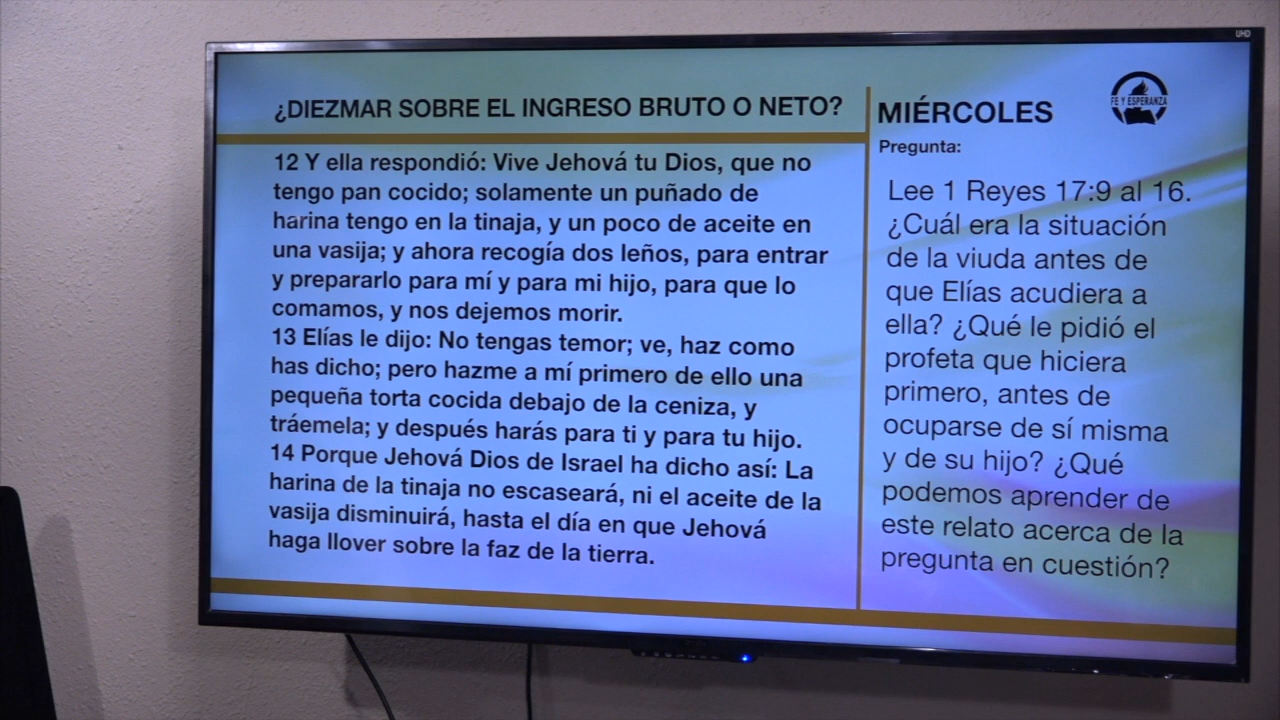 UHD
¿DIEZMAR SOBRE EL INGRESO BRUTO O NETO?
12 Y ella respondió: Vive Jehová tu Dios, que no
tengo pan cocido; solamente un puñado de
harina tengo en la tinaja, y un poco de aceite en
una vasija; y ahora recogía dos leños, para entrar
y prepararlo para mí y para mi hijo, para que lo
comamos, y nos dejemos morir.
13 Elías le dijo: No tengas temor; ve, haz como
has dicho; pero hazme a mí primero de ello una
pequeña torta cocida debajo de la ceniza, y
tráemela; y después harás para ti y para tu hijo.
14 Porque Jehová Dios de Israel ha dicho así: La
harina de la tinaja no escaseará, ni el aceite de la
vasija disminuirá, hasta el día en que Jehová
haga llover sobre la faz de la tierra.
MIÉRCOLES
FE Y ESPERANZA
Pregunta:
Lee 1 Reyes 17:9 al 16.
¿Cuál era la situación
de la viuda antes de
que Elías acudiera a
ella? ¿Qué le pidió el
profeta que hiciera
primero, antes de
ocuparse de sí misma
y de su hijo? ¿Qué
podemos aprender de
este relato acerca de la
pregunta en cuestión?